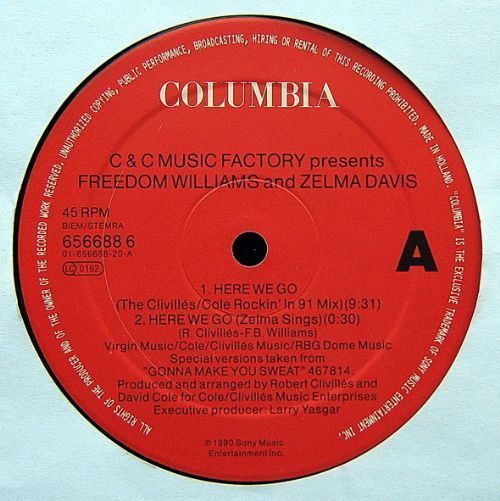 ALL RIGHTS OF THE PRODUCER AND OF THE OWNER OF THE RECORDED WORK RESERVED. UNAUTHORIZED COPYING, PUBLIC PERFORMANCE, BROADCASTING, HIRING OR RENTAL OF THIS RECORDING PROHIBITED. MADE IN HOLLAND. "COLUMBIA" IS THE EXCLUSIVE TRADEMARK OF SONY MUSIC ENTERTAINMENT INC.
COLUMBIA
C & C MUSIC FACTORY presents
FREEDOM WILLIAMS and ZELMA DAVIS
45 RPM
BIEM/STEMRA
656688 6
01-656688-20-A
LC 0162
A
1. HERE WE GO
(The Clivillés/Cole Rockin' In 91 Mix)(9:31)
2. HERE WE GO (Zelma Sings)(0:30)
(R. Clivillés-F.B. Williams)
Virgin Music/Cole/Clivillés Music/RBG Dome Music
Special versions taken from
"GONNA MAKE YOU SWEAT" 467814.
Produced and arranged by Robert Clivillés and
David Cole for Cole/Clivillés Music Enterprises
Executive producer: Larry Yasgar
℗ 1990 Sony Music
Entertainment Inc.